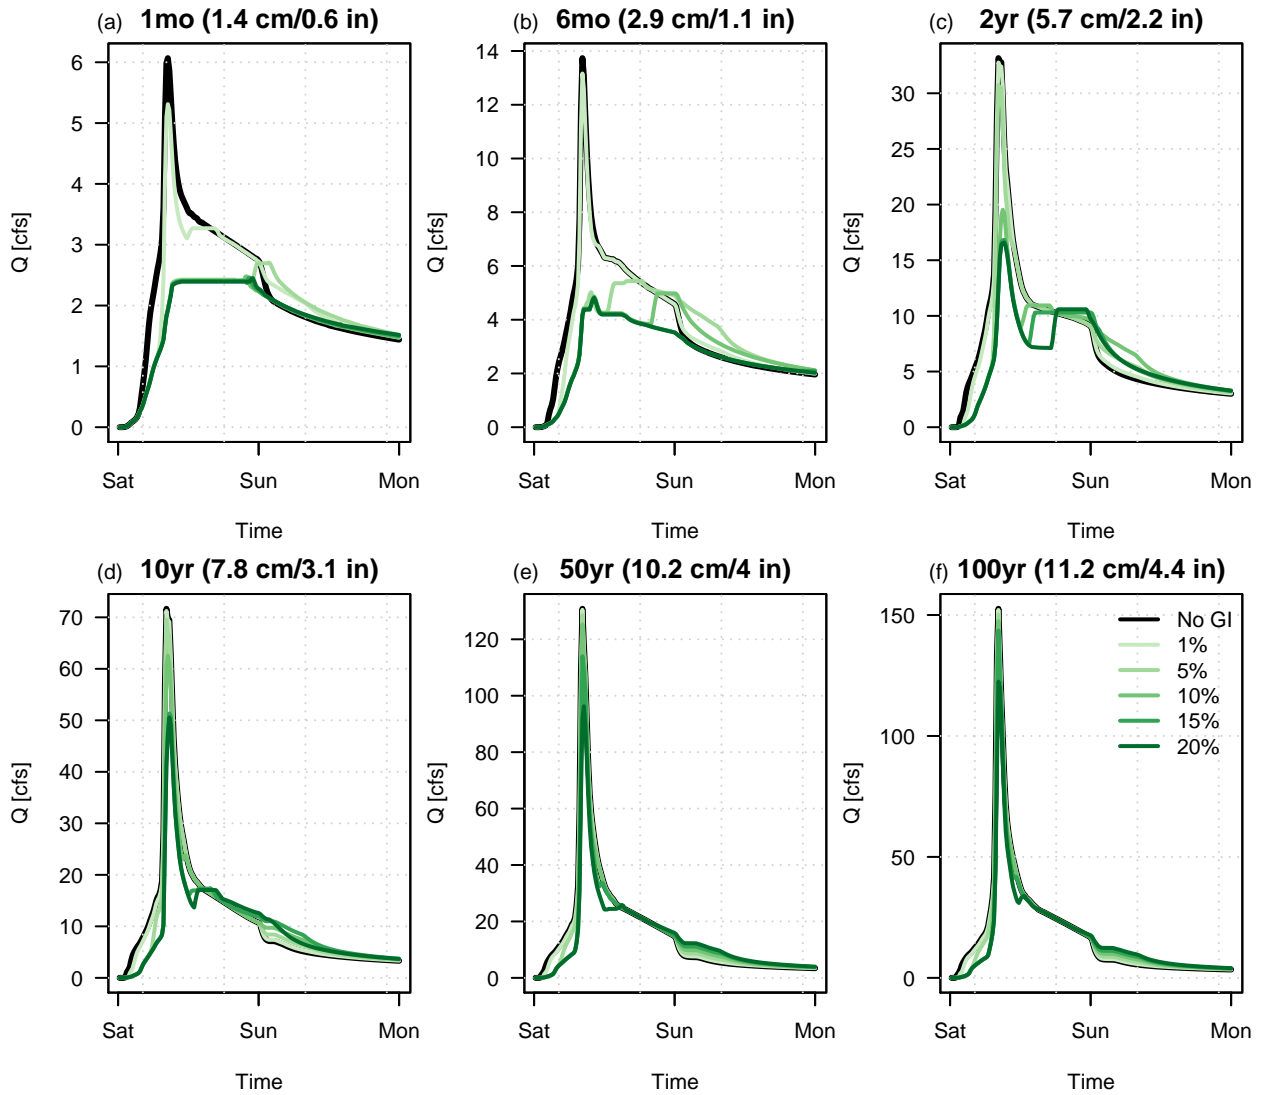 (a) 1mo (1.4 cm/0.6 in)
6
5
4
3
2
1
0
Q [cfs]
Sat Sun Mon
Time
(b) 6mo (2.9 cm/1.1 in)
14
12
10
8
6
4
2
0
Q [cfs]
Sat Sun Mon
Time
(c) 2yr (5.7 cm/2.2 in)
30
25
20
15
10
5
0
Q [cfs]
Sat Sun Mon
Time
(d) 10yr (7.8 cm/3.1 in)
70
60
50
40
30
20
10
0
Q [cfs]
Sat Sun Mon
Time
(e) 50yr (10.2 cm/4 in)
120
100
80
60
40
20
0
Q [cfs]
Sat Sun Mon
Time
(f) 100yr (11.2 cm/4.4 in)
150
100
50
0
Q [cfs]
No GI
1%
5%
10%
15%
20%
Sat Sun Mon
Time